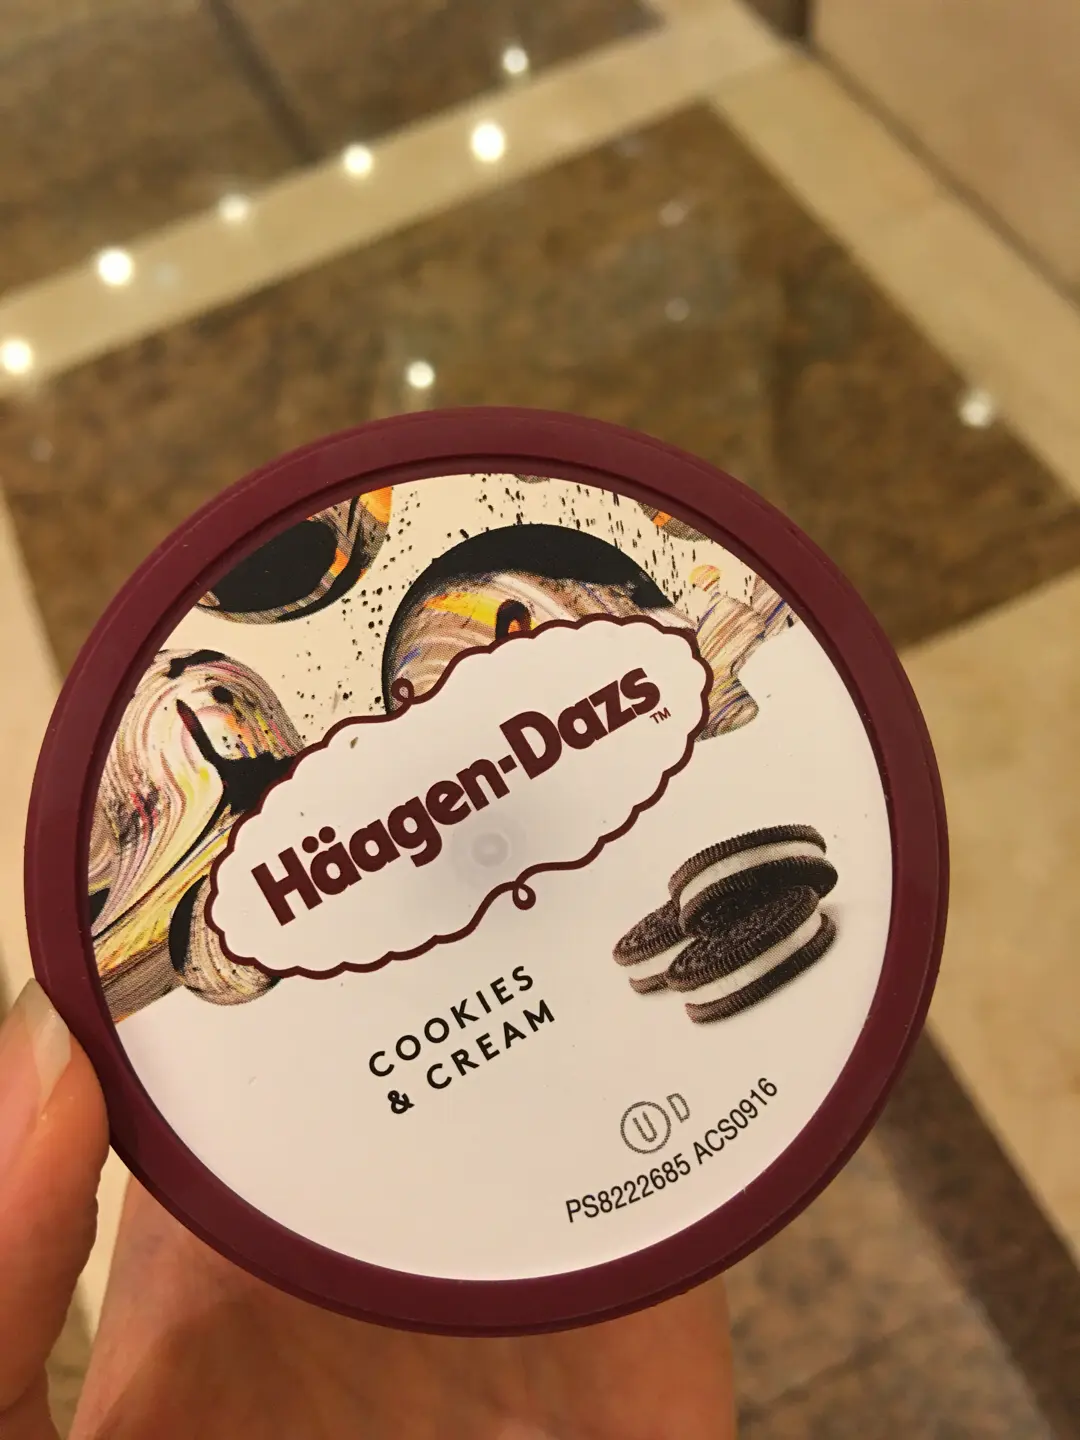 Häagen-Dazs™
COOKIES
& CREAM
U D
PS8222685 ACS0916